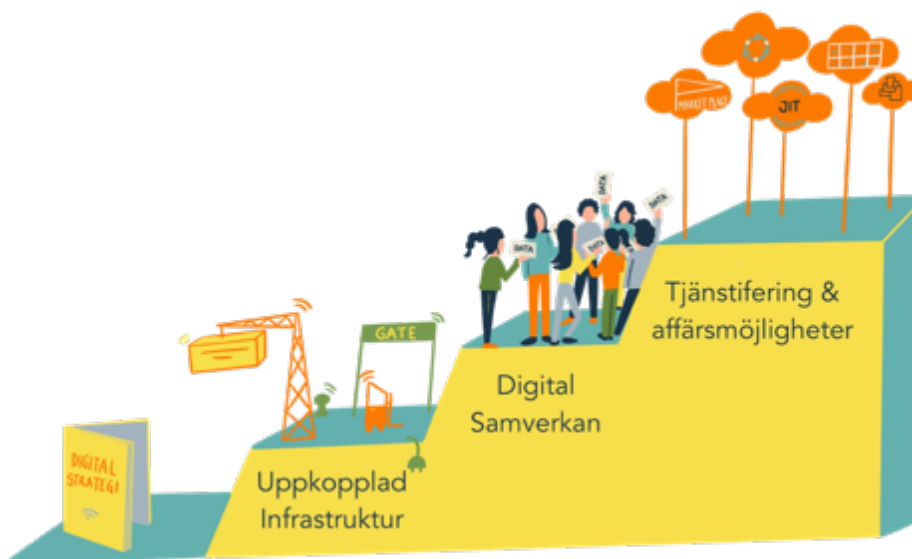 MARKET PLACE
JIT
DATA
DATA
DATA
DATA
Tjänstifering &
affärsmöjligheter
GATE
Digital
Samverkan
DIGITAL
STRATEGI
Uppkopplad
Infrastruktur